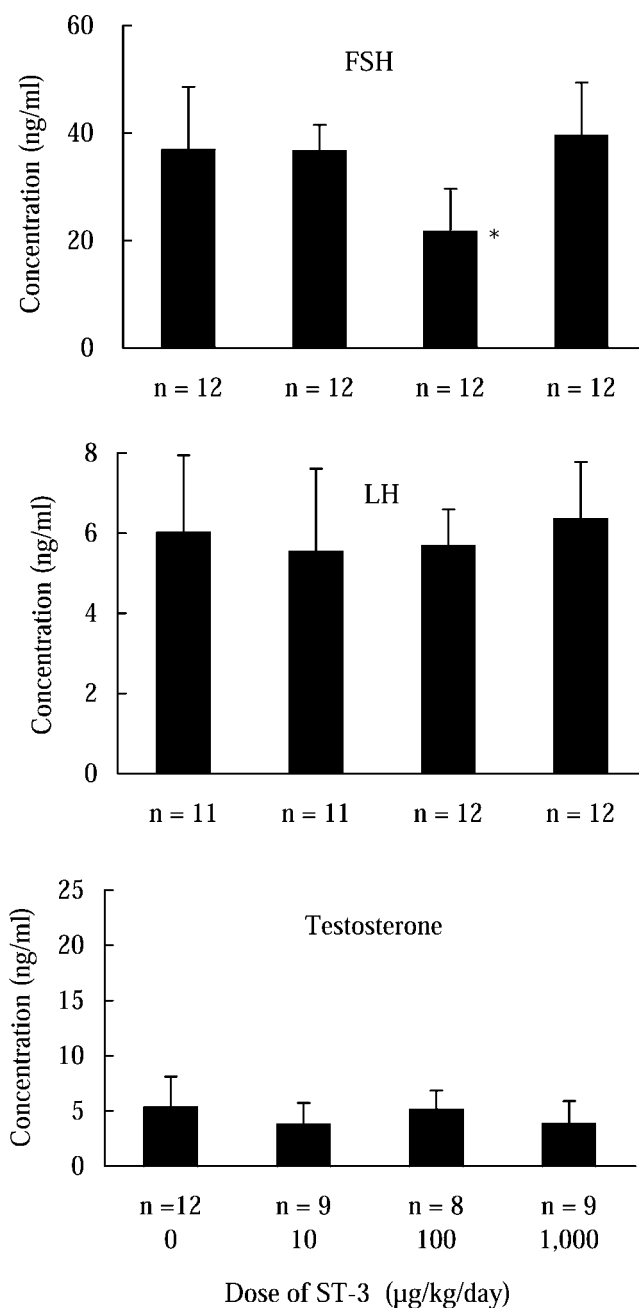 FSH
Concentration (ng/ml)
60
40
20
0
*
n = 12 n = 12 n = 12 n = 12
LH
Concentration (ng/ml)
8
6
4
2
0
n = 11 n = 11 n = 12 n = 12
Testosterone
Concentration (ng/ml)
25
20
15
10
5
0
n =12 n = 9 n = 8 n = 9
0 10 100 1,000
Dose of ST-3 (μg/kg/day)